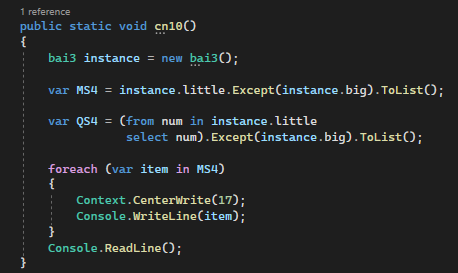 1 reference
public static void cn10()
{
bai3 instance = new bai3();
var MS4 = instance.little.Except(instance.big).ToList();
var QS4 = (from num in instance.little
select num).Except(instance.big).ToList();
foreach (var item in MS4)
{
Context.CenterWrite(17);
Console.WriteLine(item);
}
Console.ReadLine();
}